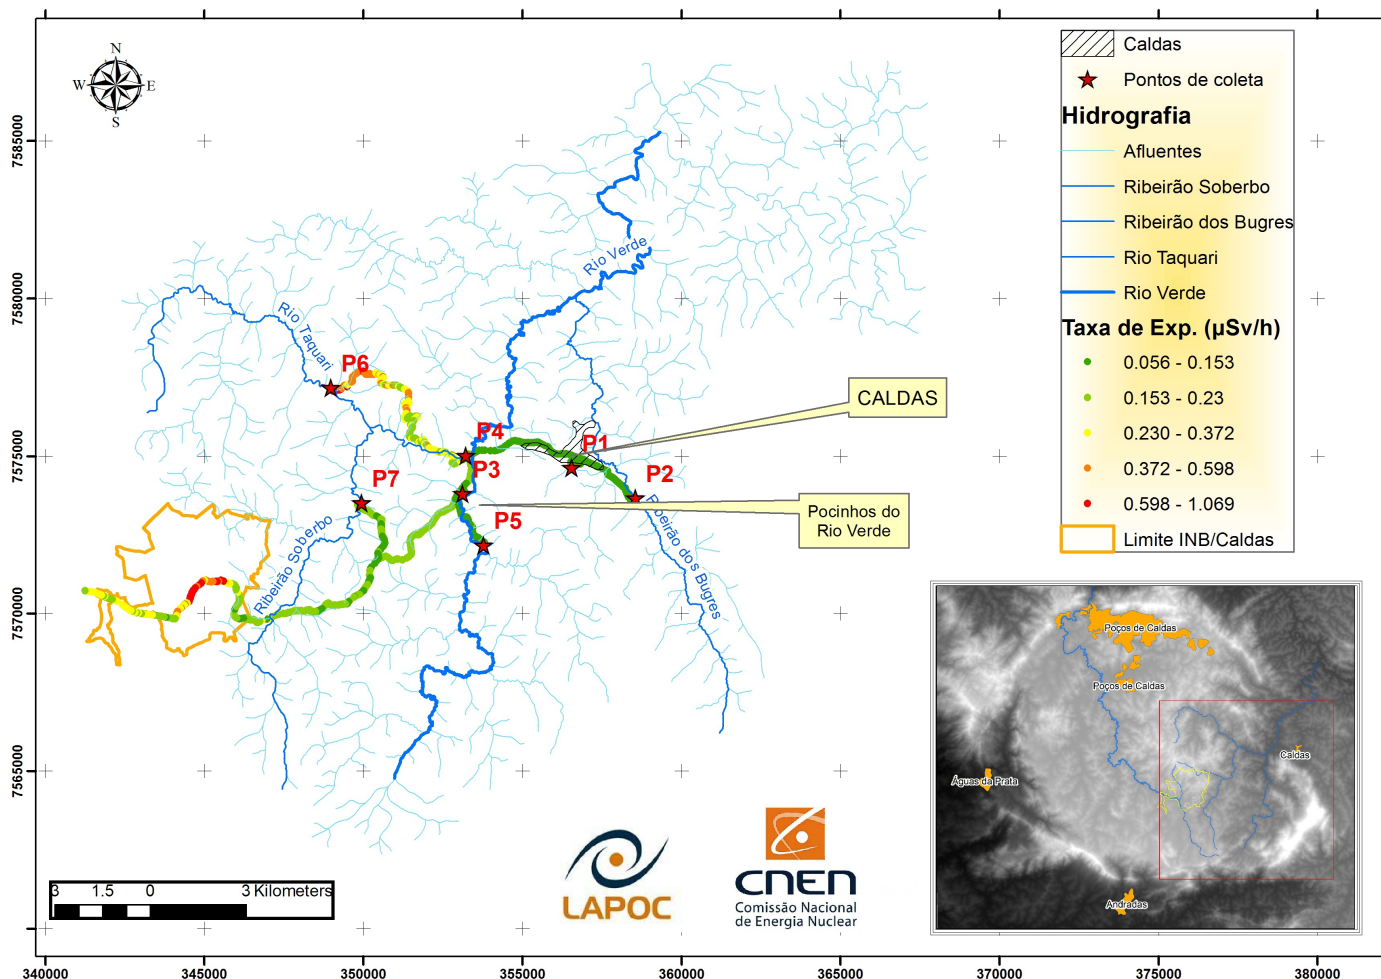 N
W
E
S
7585000
7580000
7575000
7570000
7565000
340000
345000
350000
355000
360000
365000
370000
375000
380000
Rio Verde
Rio Taquari
Ribeirão Soberbo
Ribeirão dos Bugres
P6
P4
P1
P3
P7
P2
P5
CALDAS
Pocinhos do
Rio Verde
Caldas
Pontos de coleta
Hidrografia
Afluentes
Ribeirão Soberbo
Ribeirão dos Bugres
Rio Taquari
Rio Verde
Taxa de Exp. (µSv/h)
0.056 - 0.153
0.153 - 0.23
0.230 - 0.372
0.372 - 0.598
0.598 - 1.069
Limite INB/Caldas
Poços de Caldas
Poços de Caldas
Caldas
Águas da Prata
Andradas
3 1.5 0 3 Kilometers
LAPOC
CNEN
Comissão Nacional
de Energia Nuclear